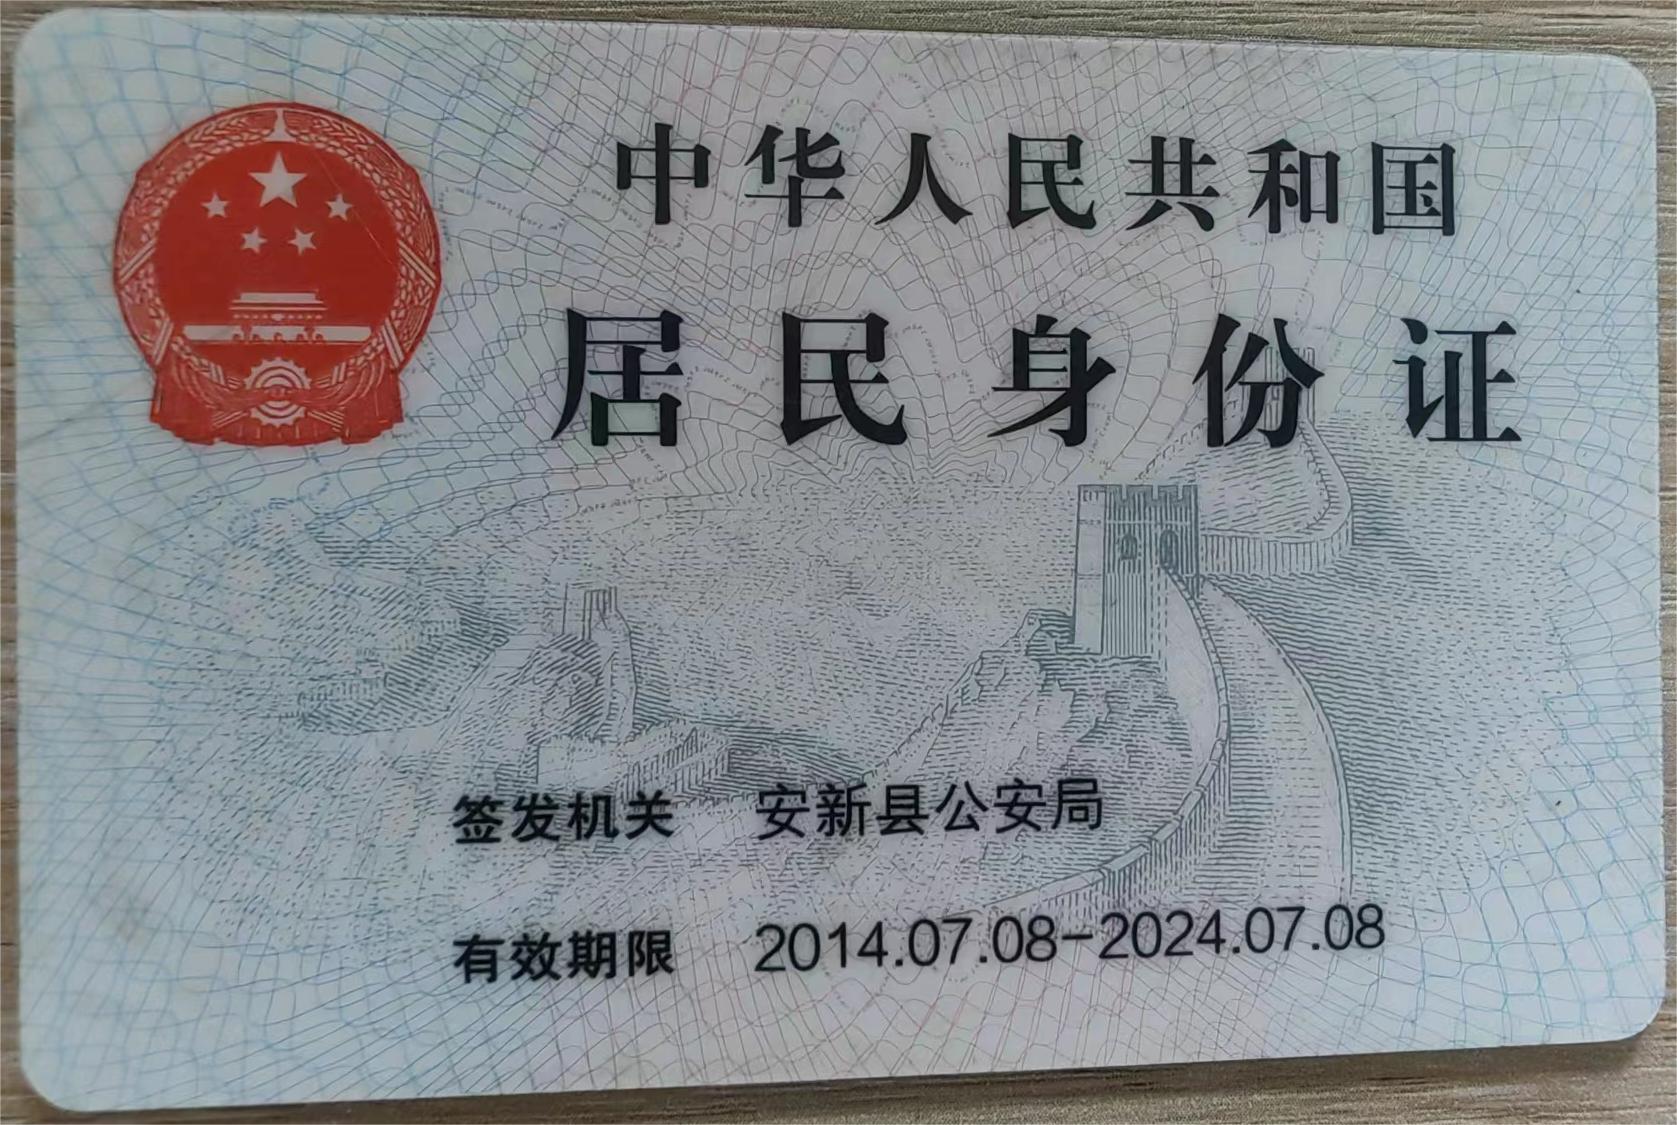 中华人民共和国
居民身份证
签发机关 安新县公安局
有效期限 2014.07.08-2024.07.08